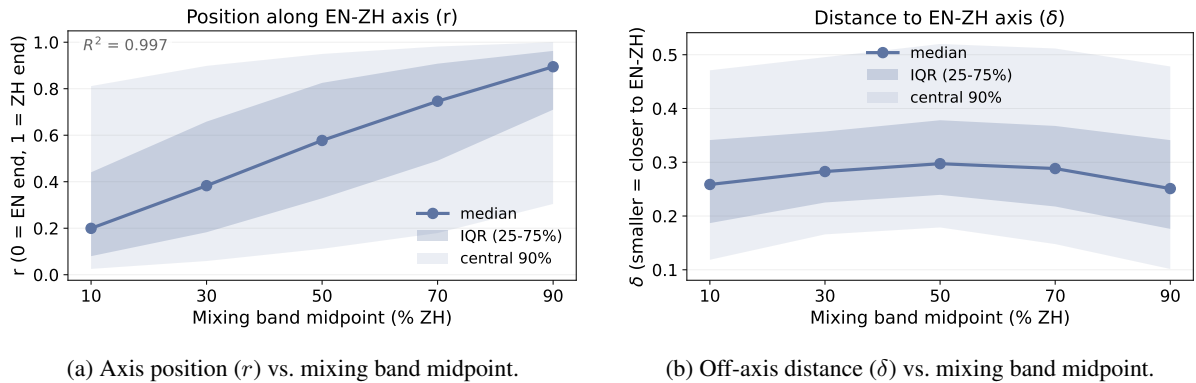 Position along EN-ZH axis (r)
R² = 0.997
1.0
0.8
0.6
0.4
0.2
0.0
r (0 = EN end, 1 = ZH end)
median
IQR (25-75%)
central 90%
10 30 50 70 90
Mixing band midpoint (% ZH)
(a) Axis position (r) vs. mixing band midpoint.
Distance to EN-ZH axis (δ)
0.5
0.4
0.3
0.2
0.1
δ (smaller = closer to EN-ZH)
median
IQR (25-75%)
central 90%
10 30 50 70 90
Mixing band midpoint (% ZH)
(b) Off-axis distance (δ) vs. mixing band midpoint.